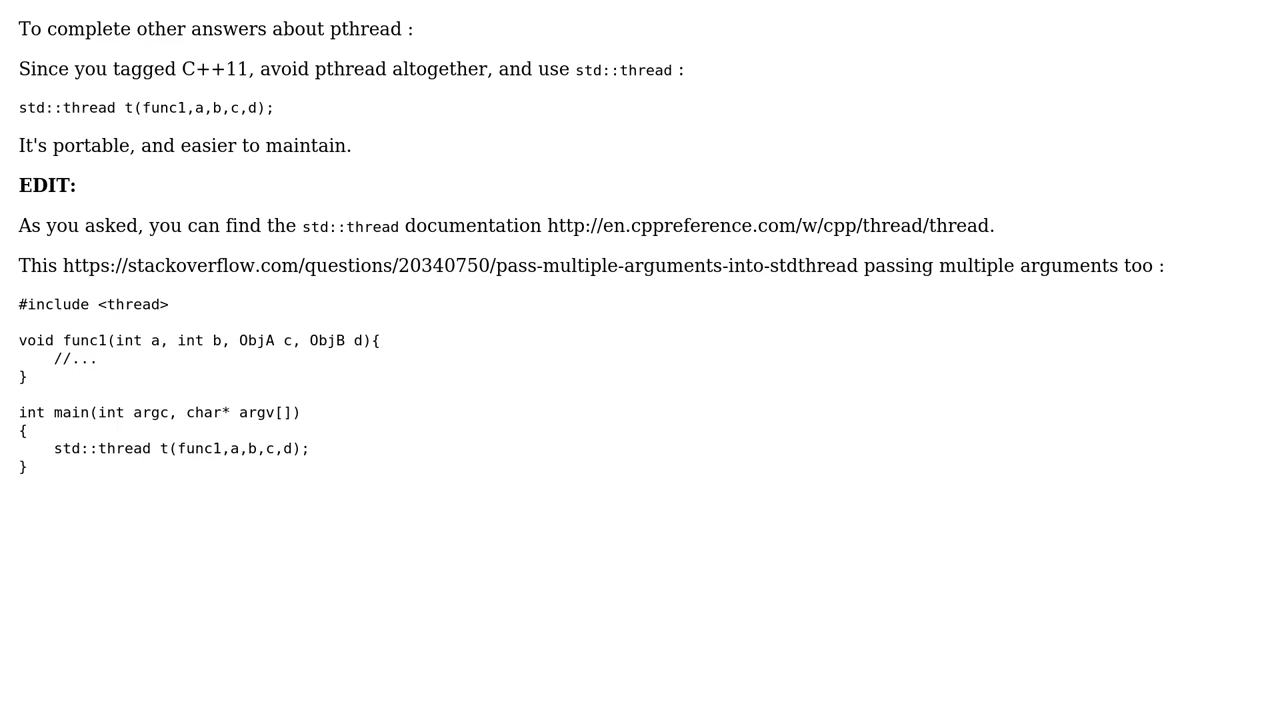 To complete other answers about pthread :
Since you tagged C++11, avoid pthread altogether, and use std::thread :
std::thread t(func1,a,b,c,d);
It's portable, and easier to maintain.
EDIT:
As you asked, you can find the std::thread documentation http://en.cppreference.com/w/cpp/thread/thread.
This https://stackoverflow.com/questions/20340750/pass-multiple-arguments-into-stdthread passing multiple arguments too :
#include <thread>
void func1(int a, int b, ObjA c, ObjB d){
    //...
}
int main(int argc, char* argv[])
{
    std::thread t(func1,a,b,c,d);
}